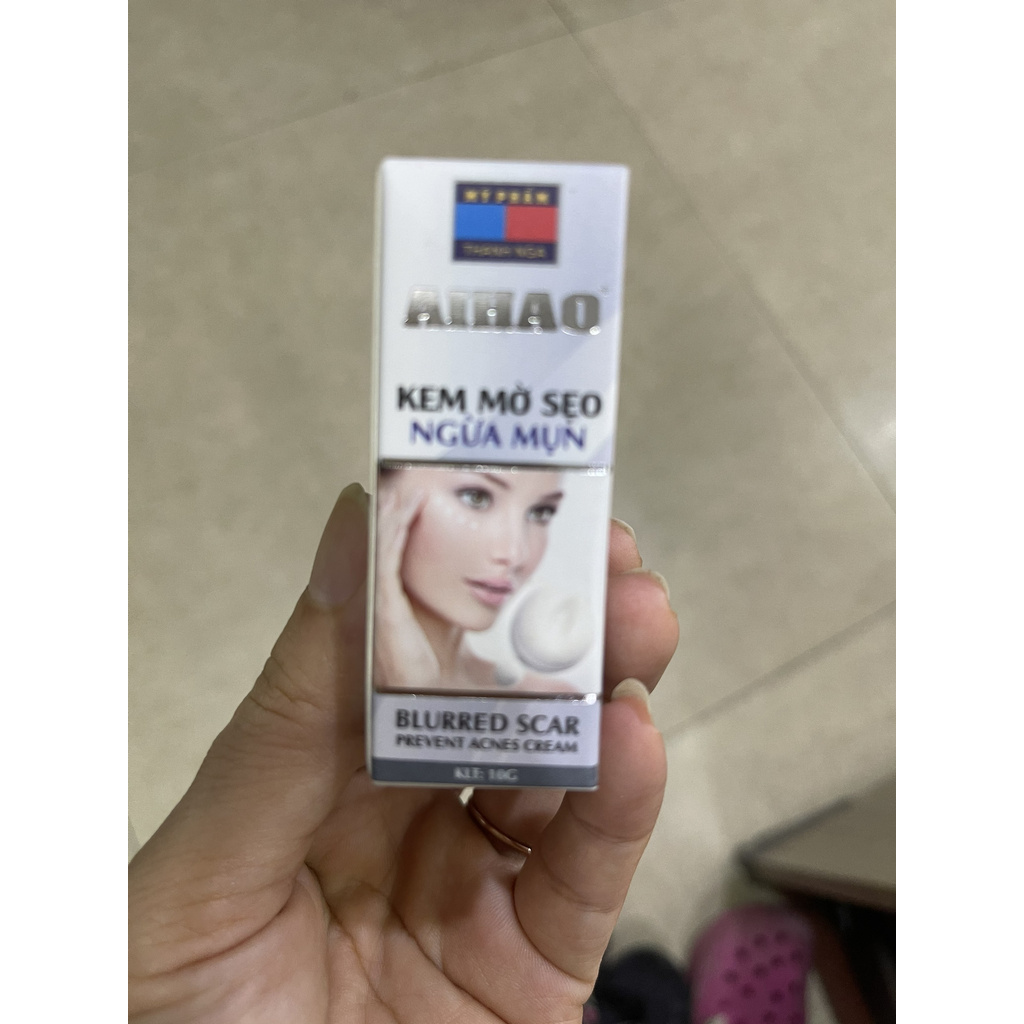 MỸ PHẨM
THANH NGA
AIHAO
KEM MỜ SẸO
NGỪA MỤN
BLURRED SCAR
PREVENT ACNES CREAM
KLT: 10G